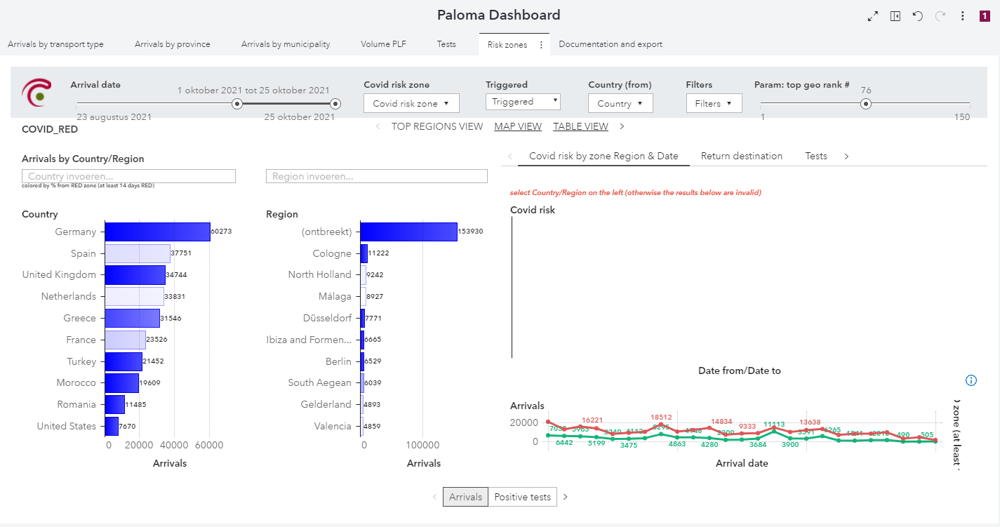 Paloma Dashboard
1
Arrivals by transport type Arrivals by province Arrivals by municipality Volume PLF Tests Risk zones Documentation and export
Arrival date
1 oktober 2021 tot 25 oktober 2021
23 augustus 2021 25 oktober 2021
Covid risk zone
Covid risk zone
Triggered
Triggered
Country (from)
Country
Filters
Filters
Param: top geo rank #
76
1 150
COVID_RED
TOP REGIONS VIEW MAP VIEW TABLE VIEW
Arrivals by Country/Region
Country invoeren...
Region invoeren...
colored by % from RED zone (at least 14 days RED)
Country
Germany 60273
Spain 37751
United Kingdom 34744
Netherlands 33831
Greece 31546
France 23526
Turkey 21452
Morocco 19609
Romania 11485
United States 7670
0 20000 40000 60000
Arrivals
Region
(ontbreekt) 153930
Cologne 11222
North Holland 9242
Málaga 8927
Düsseldorf 7771
Ibiza and Formen... 6665
Berlin 6529
South Aegean 6039
Gelderland 4893
Valencia 4859
0 100000
Arrivals
Covid risk by zone Region & Date Return destination Tests
select Country/Region on the left (otherwise the results below are invalid)
Covid risk
Date from/Date to
Arrivals
20000
0
16221 18512 14834 9333 11113 13638 490 505
6442 5199 3475 4863 4280 3684 3900
Arrival date
zone (at least
Arrivals Positive tests